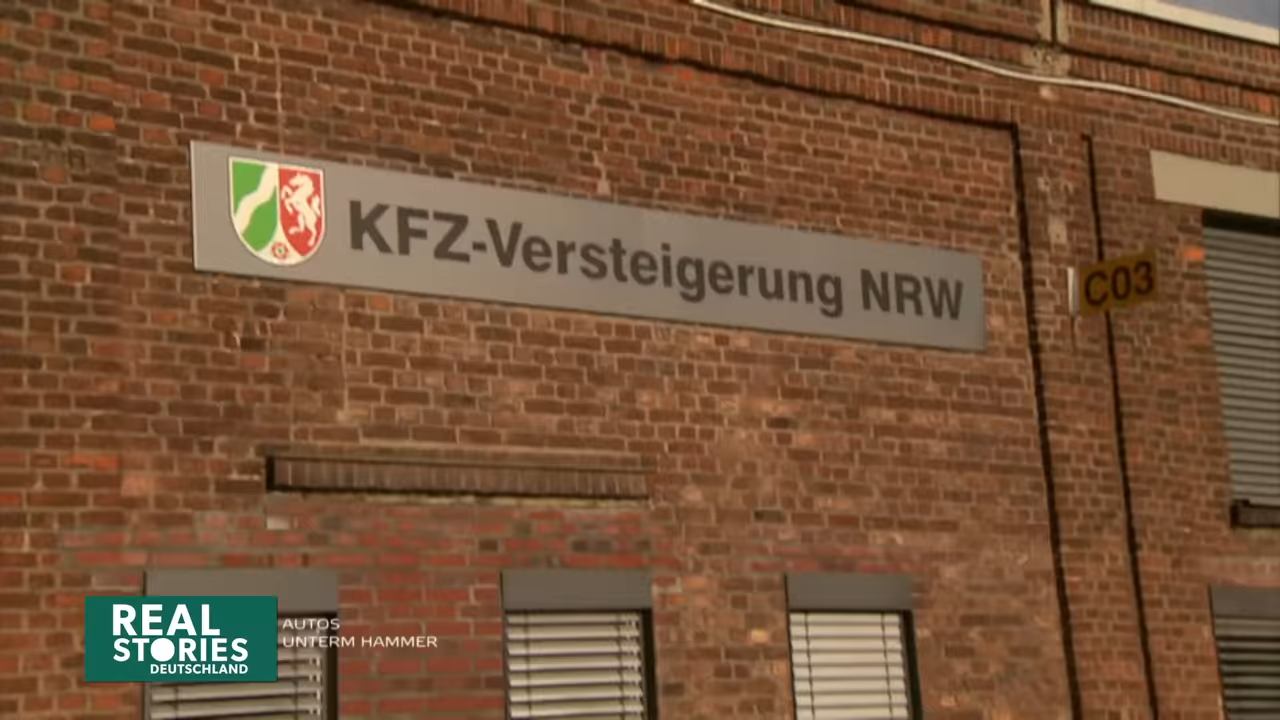 KFZ-Versteigerung NRW
C03
REAL
STORIES
DEUTSCHLAND
AUTOS
UNTERM HAMMER